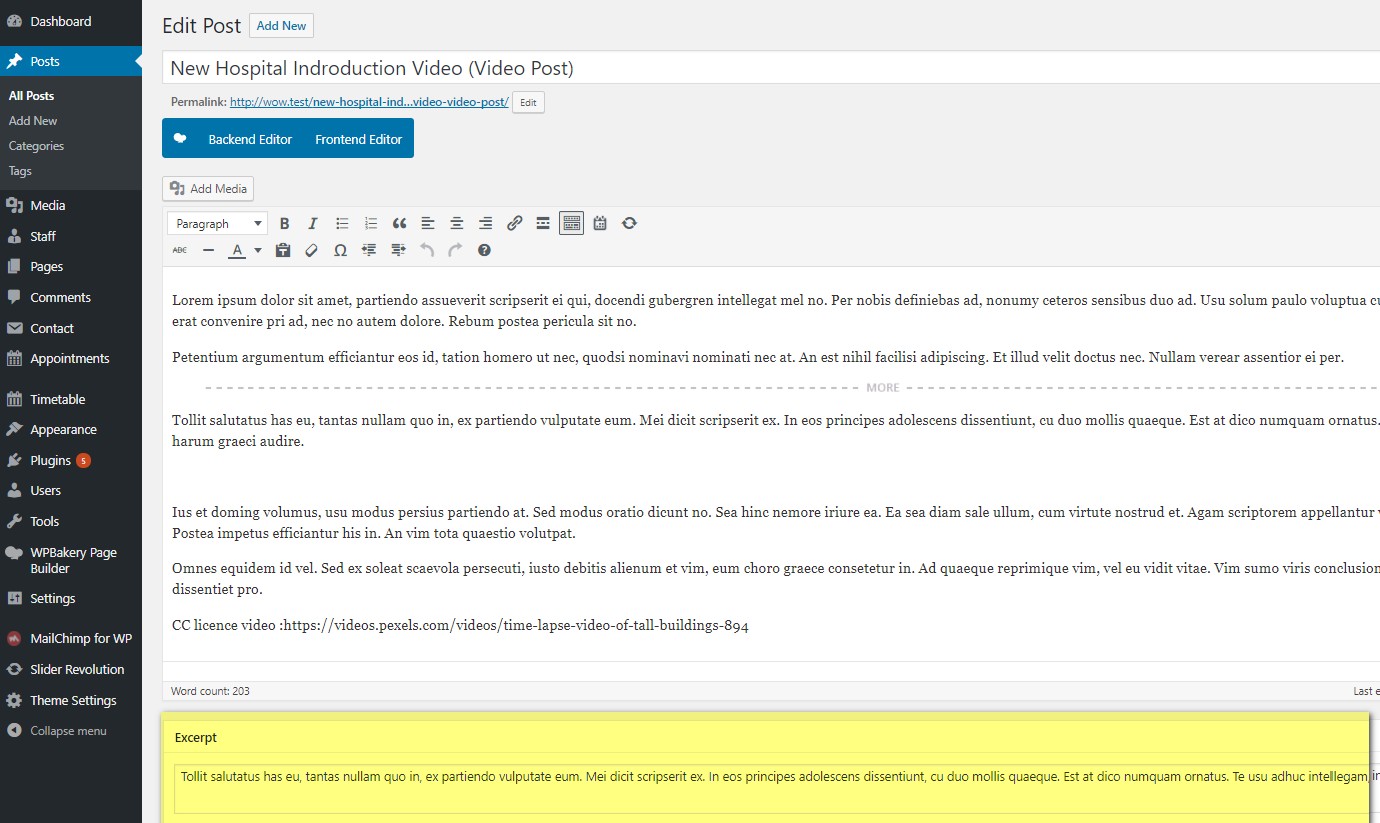 Dashboard
Posts
All Posts
Add New
Categories
Tags
Media
Staff
Pages
Comments
Contact
Appointments
Timetable
Appearance
Plugins 5
Users
Tools
WPBakery Page
Builder
Settings
MailChimp for WP
Slider Revolution
Theme Settings
Collapse menu
Edit Post Add New
New Hospital Indroduction Video (Video Post)
Permalink: http://wow.test/new-hospital-ind...video-video-post/ Edit
Backend Editor Frontend Editor
Add Media
Paragraph B I
ABC A Ω
Lorem ipsum dolor sit amet, partiendo assueverit scripserit ei qui, docendi gubergren intellegat mel no. Per nobis definiebas ad, nonumy ceteros sensibus duo ad. Usu solum paulo voluptua
erat convenire pri ad, nec no autem dolore. Rebum postea pericula sit no.
Petentium argumentum efficiantur eos id, tation homero ut nec, quodsi nominavi nominati nec at. An est nihil facilisi adipiscing. Et illud velit doctus nec. Nullam verear assentior ei per.
MORE
Tollit salutatus has eu, tantas nullam quo in, ex partiendo vulputate eum. Mei dicit scripserit ex. In eos principes adolescens dissentiunt, cu duo mollis quaeque. Est at dico numquam ornatus.
harum graeci audire.
Ius et doming volumus, usu modus persius partiendo at. Sed modus oratio dicunt no. Sea hinc nemore iriure ea. Ea sea diam sale ullum, cum virtute nostrud et. Agam scriptorem appellantur
Postea impetus efficiantur his in. An vim tota quaestio volutpat.
Omnes equidem id vel. Sed ex soleat scaevola persecuti, iusto debitis alienum et vim, eum choro graece consetetur in. Ad quaeque reprimique vim, vel eu vidit vitae. Vim sumo viris conclusion
dissentiet pro.
CC licence video :https://videos.pexels.com/videos/time-lapse-video-of-tall-buildings-894
Word count: 203 Last e
Excerpt
Tollit salutatus has eu, tantas nullam quo in, ex partiendo vulputate eum. Mei dicit scripserit ex. In eos principes adolescens dissentiunt, cu duo mollis quaeque. Est at dico numquam ornatus. Te usu adhuc intellegam, in